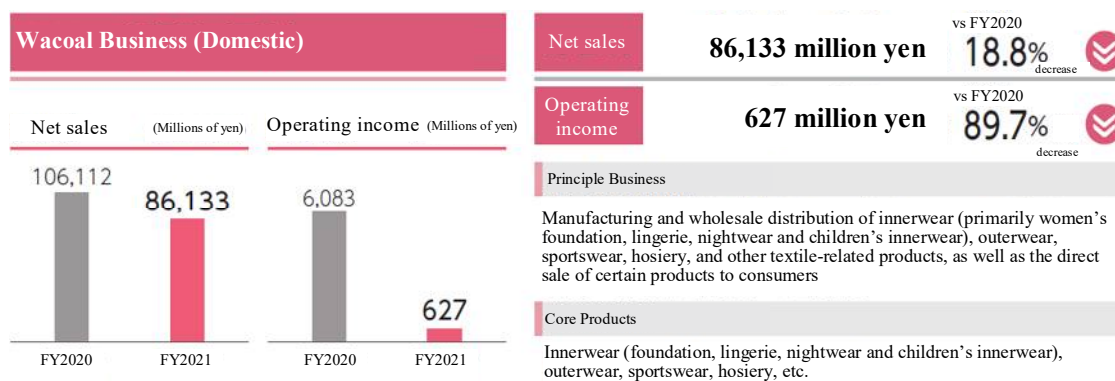 Wacoal Business (Domestic)
Net sales (Millions of yen)
106,112
86,133
FY2020 FY2021
Operating income (Millions of yen)
6,083
627
FY2020 FY2021
Net sales
86,133 million yen
vs FY2020
18.8%
decrease
Operating
income
627 million yen
vs FY2020
89.7%
decrease
Principle Business
Manufacturing and wholesale distribution of innerwear (primarily women’s
foundation, lingerie, nightwear and children’s innerwear), outerwear,
sportswear, hosiery, and other textile-related products, as well as the direct
sale of certain products to consumers
Core Products
Innerwear (foundation, lingerie, nightwear and children’s innerwear),
outerwear, sportswear, hosiery, etc.